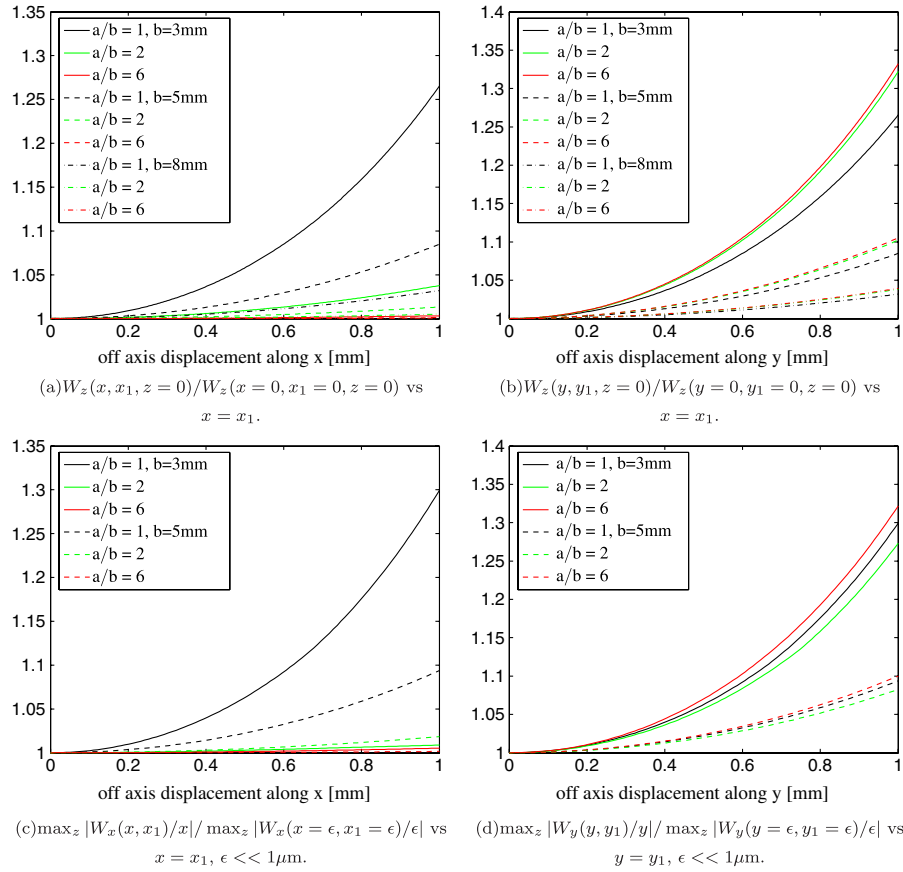 1.35
1.3
1.25
1.2
1.15
1.1
1.05
1
a/b = 1, b=3mm
a/b = 2
a/b = 6
a/b = 1, b=5mm
a/b = 2
a/b = 6
a/b = 1, b=8mm
a/b = 2
a/b = 6
0 0.2 0.4 0.6 0.8 1
off axis displacement along x [mm]
(a)W_z(x, x_1, z = 0)/W_z(x = 0, x_1 = 0, z = 0) vs
x = x_1.
1.4
1.35
1.3
1.25
1.2
1.15
1.1
1.05
1
a/b = 1, b=3mm
a/b = 2
a/b = 6
a/b = 1, b=5mm
a/b = 2
a/b = 6
a/b = 1, b=8mm
a/b = 2
a/b = 6
0 0.2 0.4 0.6 0.8 1
off axis displacement along y [mm]
(b)W_z(y, y_1, z = 0)/W_z(y = 0, y_1 = 0, z = 0) vs
x = x_1.
1.35
1.3
1.25
1.2
1.15
1.1
1.05
1
a/b = 1, b=3mm
a/b = 2
a/b = 6
a/b = 1, b=5mm
a/b = 2
a/b = 6
0 0.2 0.4 0.6 0.8 1
off axis displacement along x [mm]
(c)max_z |W_x(x, x_1)/x|/ max_z |W_x(x = ϵ, x_1 = ϵ)/ϵ| vs
x = x_1, ϵ << 1μm.
1.4
1.35
1.3
1.25
1.2
1.15
1.1
1.05
1
a/b = 1, b=3mm
a/b = 2
a/b = 6
a/b = 1, b=5mm
a/b = 2
a/b = 6
0 0.2 0.4 0.6 0.8 1
off axis displacement along y [mm]
(d)max_z |W_y(y, y_1)/y|/ max_z |W_y(y = ϵ, y_1 = ϵ)/ϵ| vs
y = y_1, ϵ << 1μm.